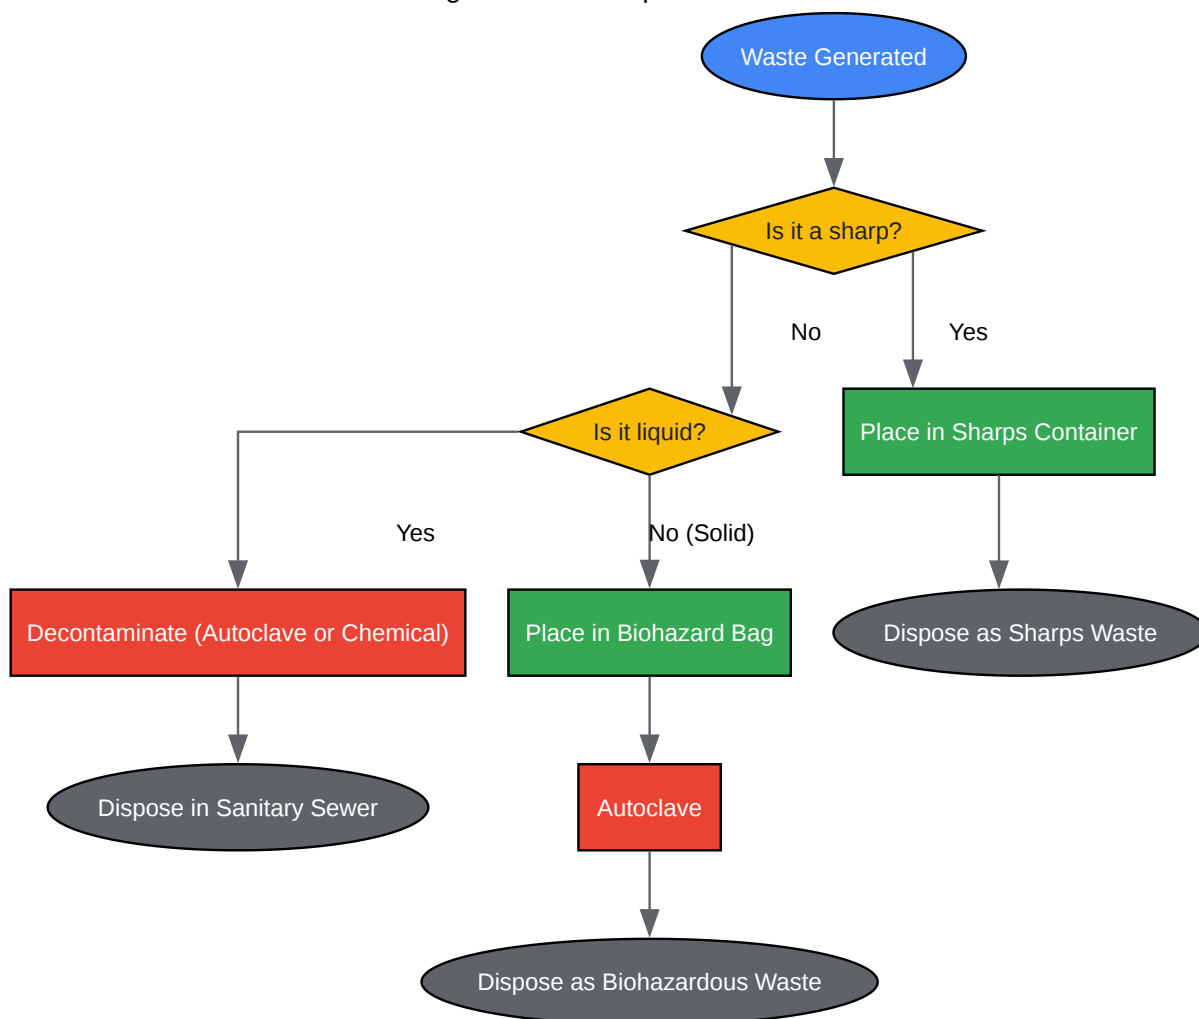 Waste Generated
Is it a sharp?
No
Yes
Is it liquid?
Place in Sharps Container
Yes
No (Solid)
Decontaminate (Autoclave or Chemical)
Place in Biohazard Bag
Dispose as Sharps Waste
Dispose in Sanitary Sewer
Autoclave
Dispose as Biohazardous Waste